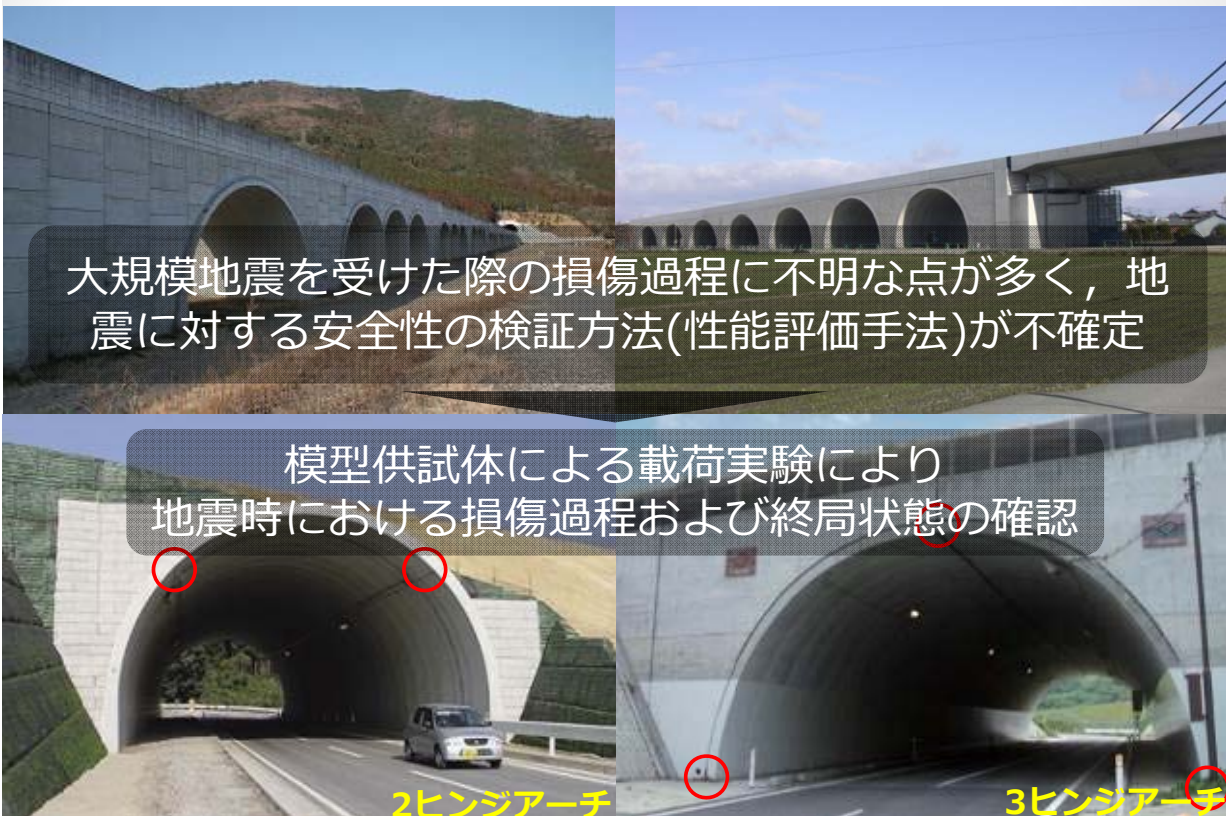 大規模地震を受けた際の損傷過程に不明な点が多く，地
震に対する安全性の検証方法(性能評価手法)が不確定
模型供試体による載荷実験により
地震時における損傷過程および終局状態の確認
2ヒンジアーチ
3ヒンジアーチ